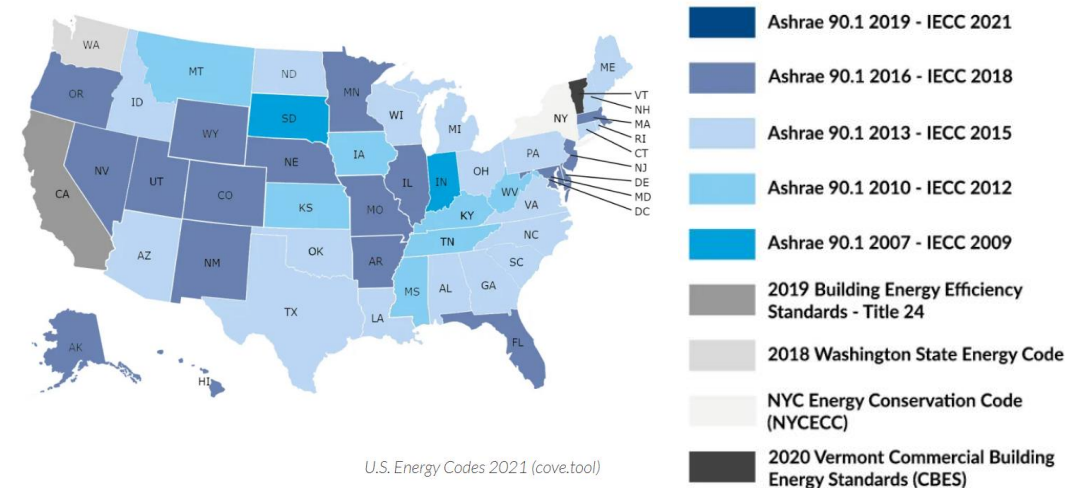 WA
MT
ND
MN
ME
OR
ID
WY
SD
WI
MI
NY
VT
NH
MA
RI
CT
NJ
DE
MD
DC
NV
UT
CO
NE
IA
IL
IN
OH
PA
CA
KS
MO
KY
WV
VA
AZ
NM
OK
AR
TN
NC
SC
TX
LA
MS
AL
GA
FL
AK
HI
U.S. Energy Codes 2021 (cove.tool)
Ashrae 90.1 2019 - IECC 2021
Ashrae 90.1 2016 - IECC 2018
Ashrae 90.1 2013 - IECC 2015
Ashrae 90.1 2010 - IECC 2012
Ashrae 90.1 2007 - IECC 2009
2019 Building Energy Efficiency
Standards - Title 24
2018 Washington State Energy Code
NYC Energy Conservation Code
(NYCECC)
2020 Vermont Commercial Building
Energy Standards (CBES)